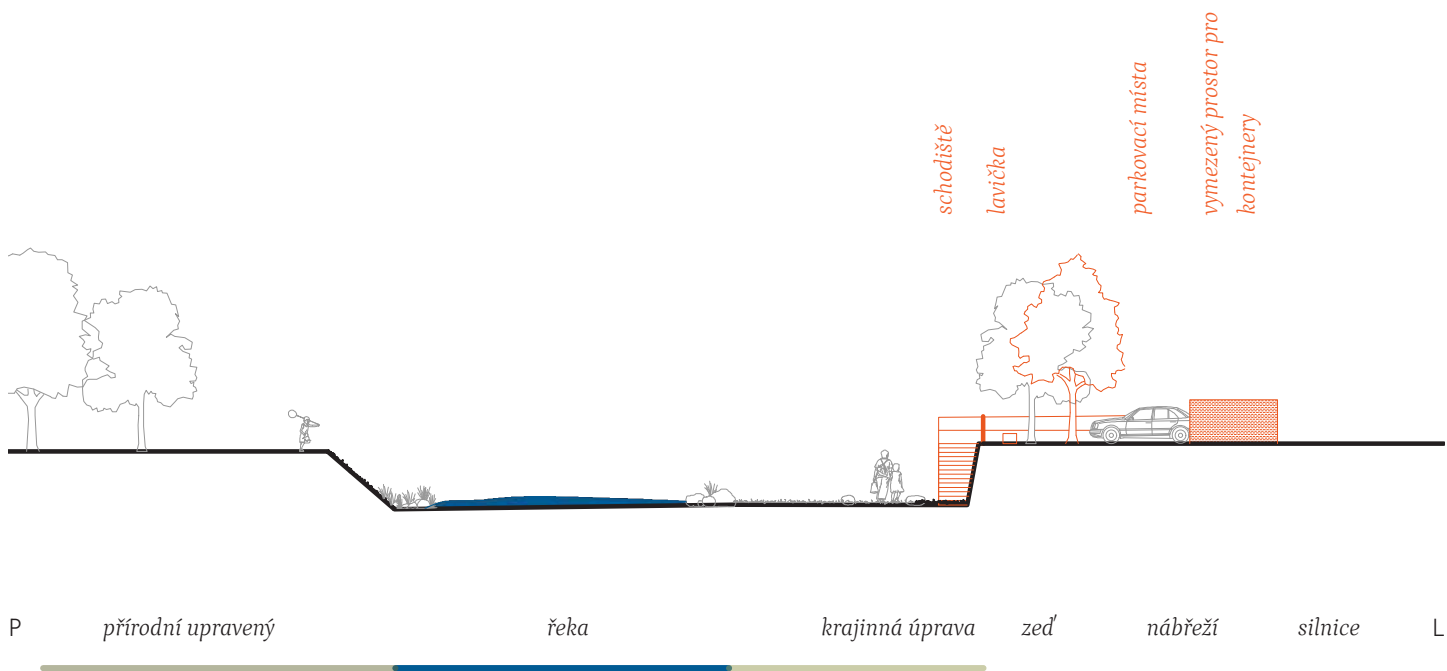 schodiště
lavička
parkovací místa
vymezený prostor pro
kontejnery
P
přírodní upravený
řeka
krajinná úprava
zeď
nábřeží
silnice
L